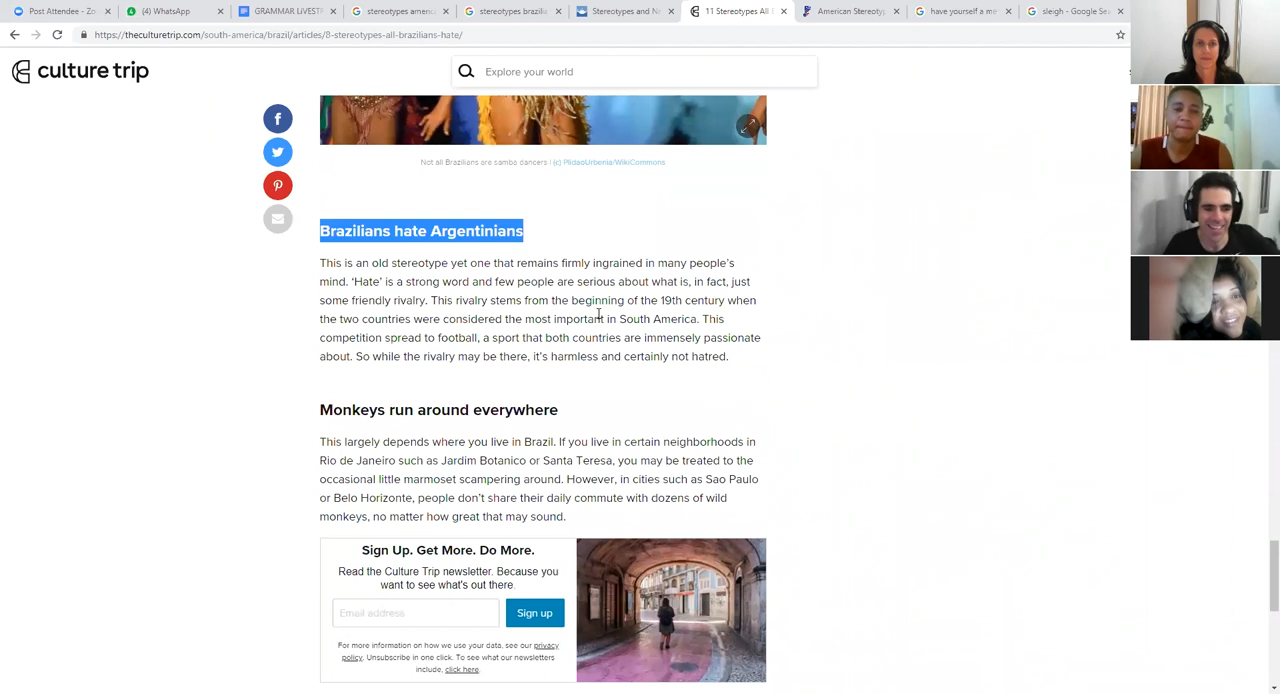 Post Attendee - Zo
(4) WhatsApp
GRAMMAR LiVEST
stereotypes americ
stereotypes brazilia
Stereotypes and Na
11 Stereotypes All
American Stereotyp
have yourself a me
sleigh - Google Sea
https://theculturetrip.com/south-america/brazil/articles/8-stereotypes-all-brazilians-hate/
culture trip
Explore your world
Not all Brazilians are samba dancers | (c) PlidaoUrbenia/WikiCommons
Brazilians hate Argentinians
This is an old stereotype yet one that remains firmly ingrained in many people's
mind. 'Hate' is a strong word and few people are serious about what is, in fact, just
some friendly rivalry. This rivalry stems from the beginning of the 19th century when
the two countries were considered the most important in South America. This
competition spread to football, a sport that both countries are immensely passionate
about. So while the rivalry may be there, it's harmless and certainly not hatred.
Monkeys run around everywhere
This largely depends where you live in Brazil. If you live in certain neighborhoods in
Rio de Janeiro such as Jardim Botanico or Santa Teresa, you may be treated to the
occasional little marmoset scampering around. However, in cities such as Sao Paulo
or Belo Horizonte, people don't share their daily commute with dozens of wild
monkeys, no matter how great that may sound.
Sign Up. Get More. Do More.
Read the Culture Trip newsletter. Because you
want to see what's out there.
Email address
Sign up
For more information on how we use your data, see our privacy
policy. Unsubscribe in one click. To see what our newsletters
include, click here.